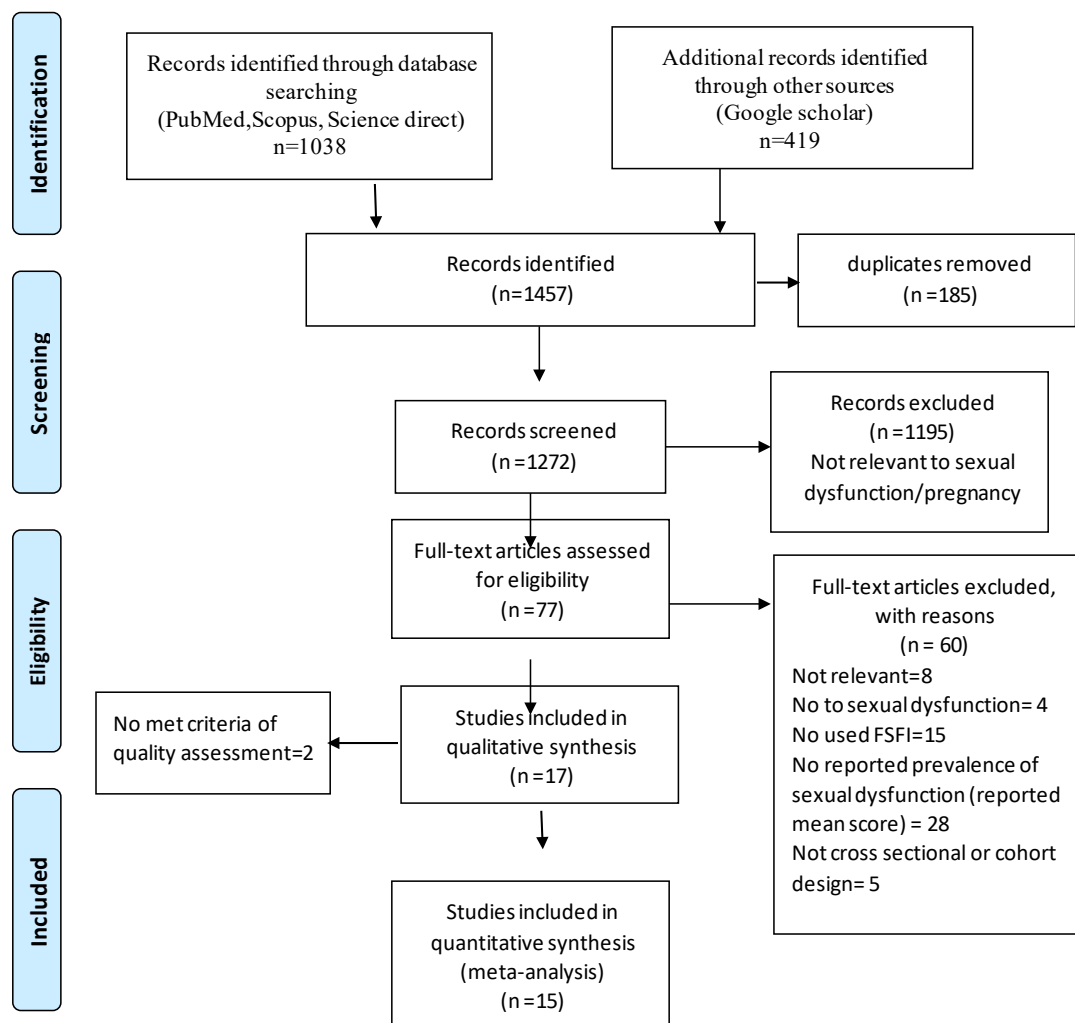 Identification
Records identified through database
searching
(PubMed,Scopus, Science direct)
n=1038
Additional records identified
through other sources
(Google scholar)
n=419
Records identified
(n=1457)
duplicates removed
(n =185)
Screening
Records screened
(n =1272)
Records excluded
(n =1195)
Not relevant to sexual
dysfunction/pregnancy
Eligibility
Full-text articles assessed
for eligibility
(n = 77)
Full-text articles excluded,
with reasons
(n = 60)
Not relevant=8
No to sexual dysfunction= 4
No used FSFI=15
No reported prevalence of
sexual dysfunction (reported
mean score) = 28
Not cross sectional or cohort
design= 5
No met criteria of
quality assessment=2
Studies included in
qualitative synthesis
(n = 17)
Included
Studies included in
quantitative synthesis
(meta-analysis)
(n = 15)